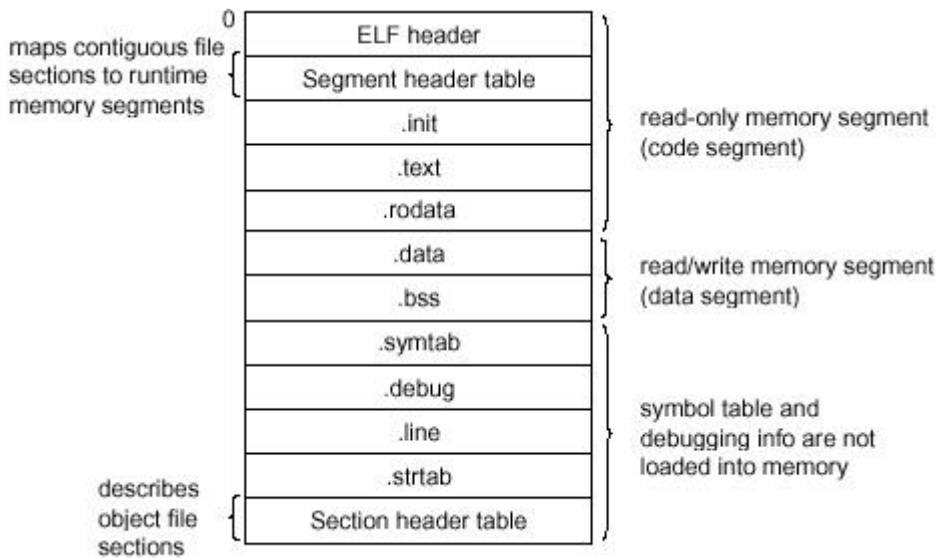 0
ELF header
maps contiguous file
sections to runtime
memory segments
Segment header table
.init
.text
.rodata
read-only memory segment
(code segment)
.data
.bss
read/write memory segment
(data segment)
.symtab
.debug
.line
.strtab
symbol table and
debugging info are not
loaded into memory
describes
object file
sections
Section header table